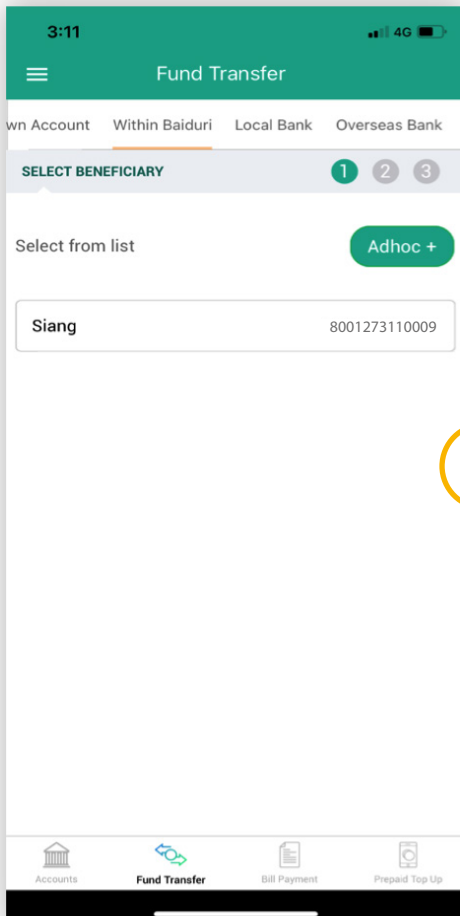 3:11 4G
Fund Transfer
wn Account Within Baiduri Local Bank Overseas Bank
SELECT BENEFICIARY 1 2 3
Select from list Adhoc +
Siang 8001273110009
Accounts Fund Transfer Bill Payment Prepaid Top Up